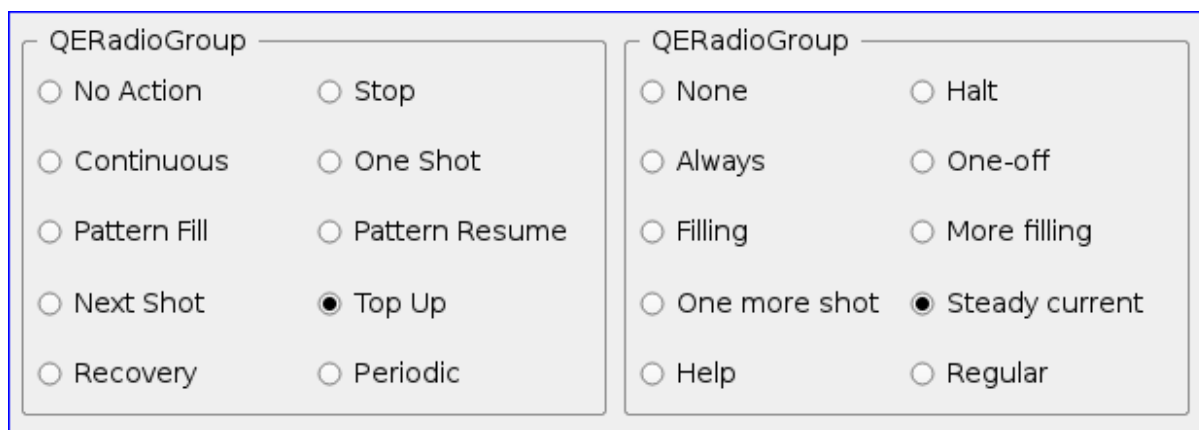 QERadioGroup
No Action
Stop
Continuous
One Shot
Pattern Fill
Pattern Resume
Next Shot
Top Up
Recovery
Periodic
QERadioGroup
None
Halt
Always
One-off
Filling
More filling
One more shot
Steady current
Help
Regular